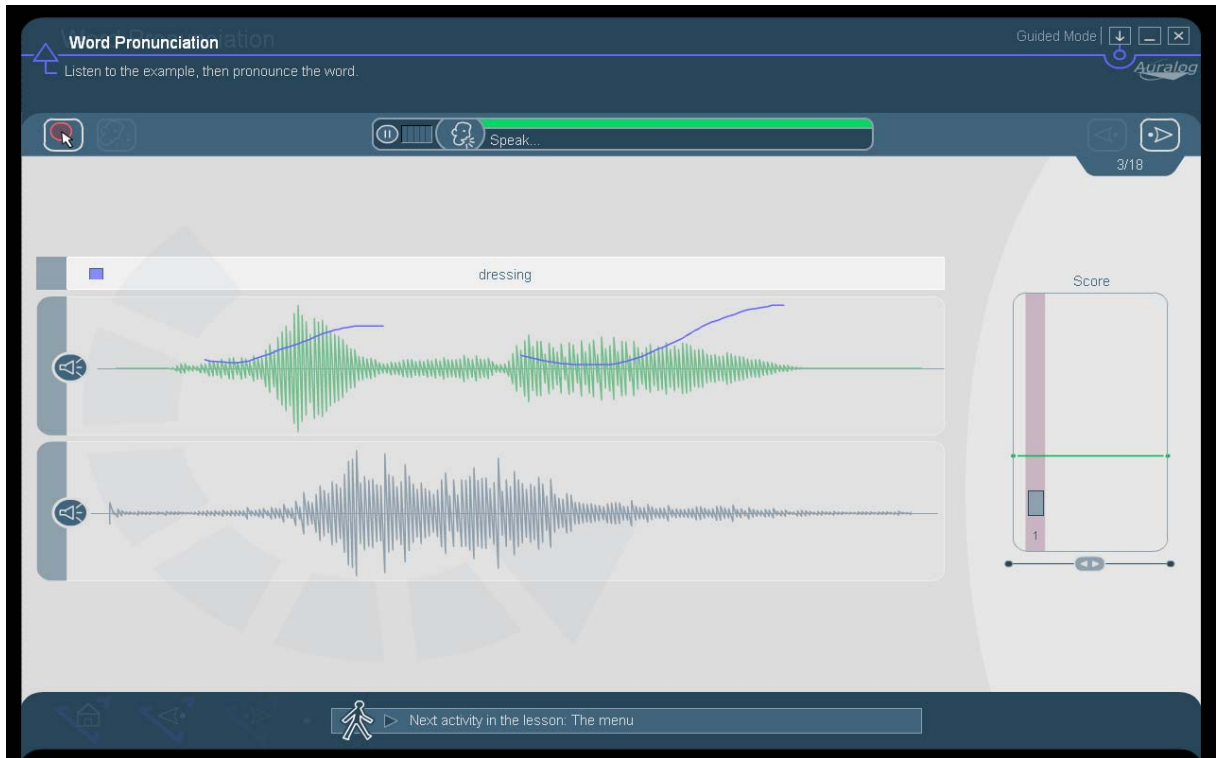 Word Pronunciation
Guided Mode
Listen to the example, then pronounce the word.
Auralog
Speak...
3/18
dressing
Score
1
Next activity in the lesson: The menu